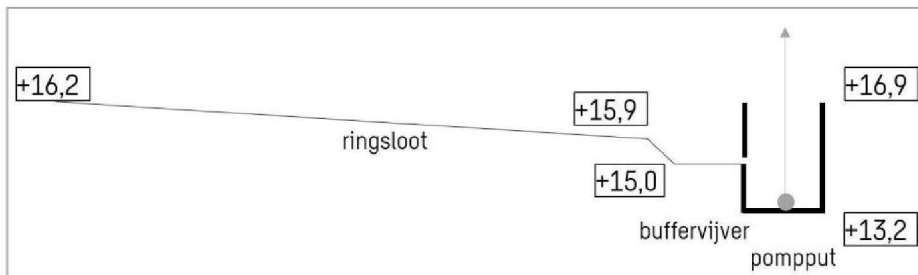 +16,2
+16,9
+15,9
ringsloot
+15,0
buffervijver
+13,2
pompput